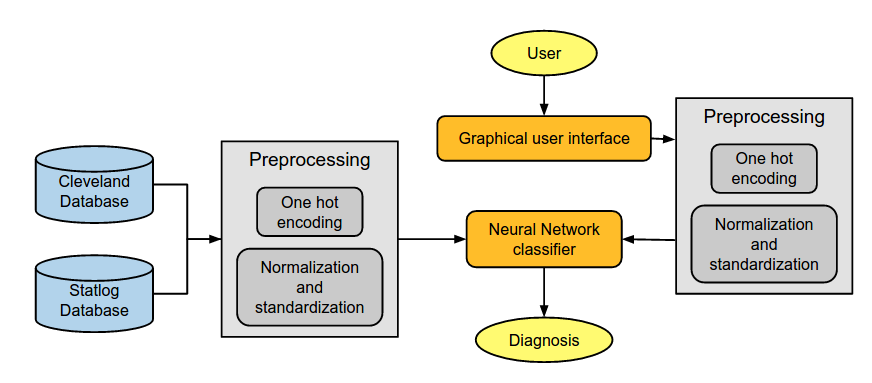 User
Graphical user interface
Preprocessing
One hot
encoding
Normalization
and
standardization
Cleveland
Database
Statlog
Database
Preprocessing
One hot
encoding
Normalization
and
standardization
Neural Network
classifier
Diagnosis